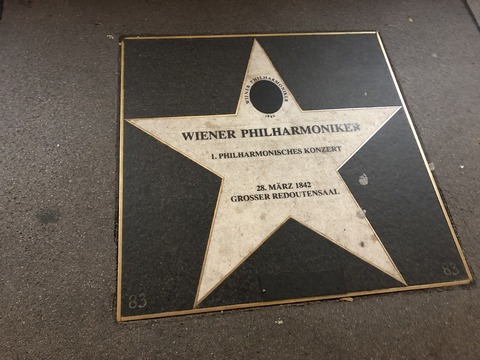 WIENER PHILHARMONIKER
1842
WIENER PHILHARMONIKER
1. PHILHARMONISCHES KONZERT
28. MÄRZ 1842
GROSSER REDOUTENSAAL
83
83